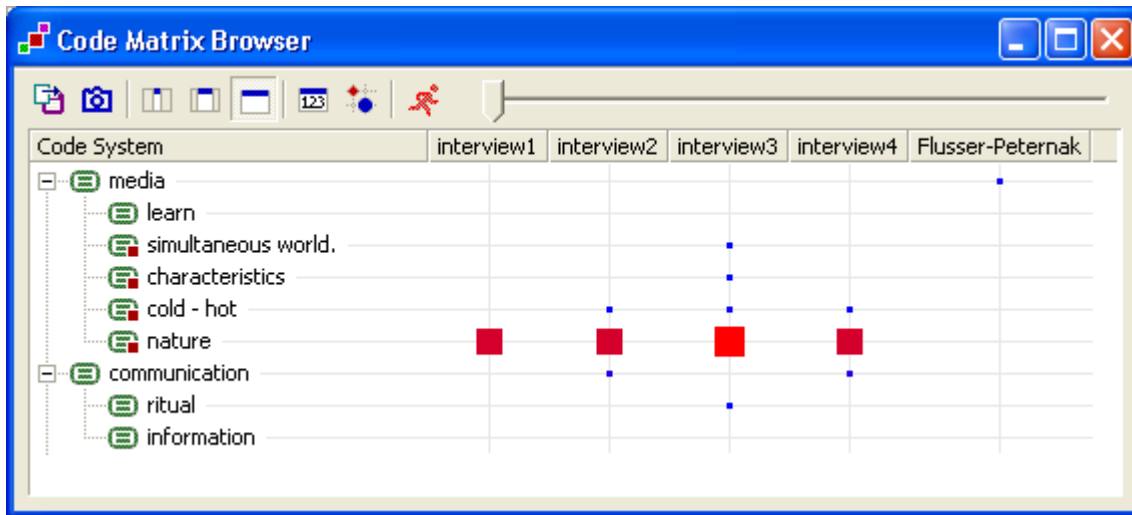 Code Matrix Browser
123
Code System interview1 interview2 interview3 interview4 Flusser-Peternak
media
learn
simultaneous world.
characteristics
cold - hot
nature
communication
ritual
information